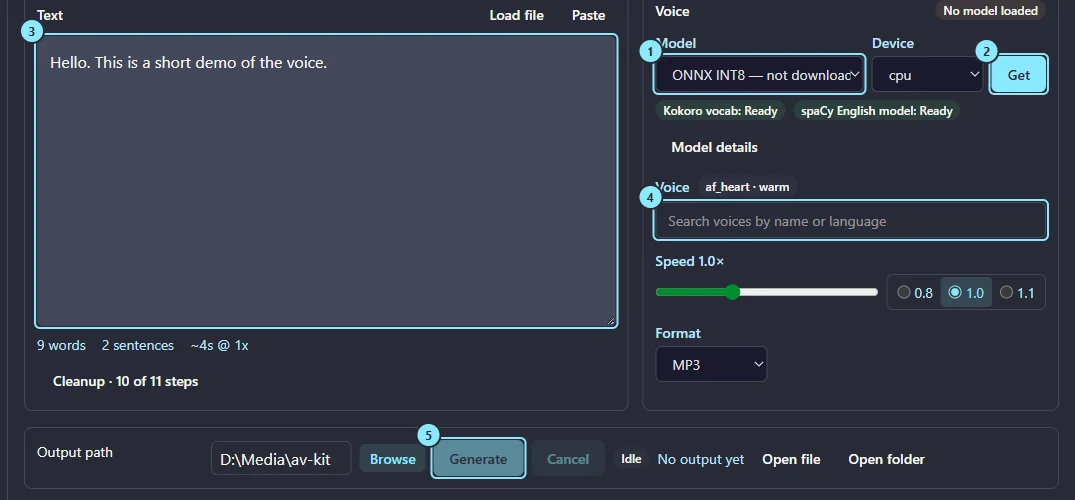 Text Load file Paste
3
Hello. This is a short demo of the voice.
9 words 2 sentences ~4s @ 1x
Cleanup · 10 of 11 steps
Voice No model loaded
1 Model Device 2
ONNX INT8 — not downloac cpu Get
Kokoro vocab: Ready spaCy English model: Ready
Model details
Voice af_heart · warm
4
Search voices by name or language
Speed 1.0×
0.8 1.0 1.1
Format
MP3
5
Output path D:\Media\av-kit Browse Generate Cancel Idle No output yet Open file Open folder